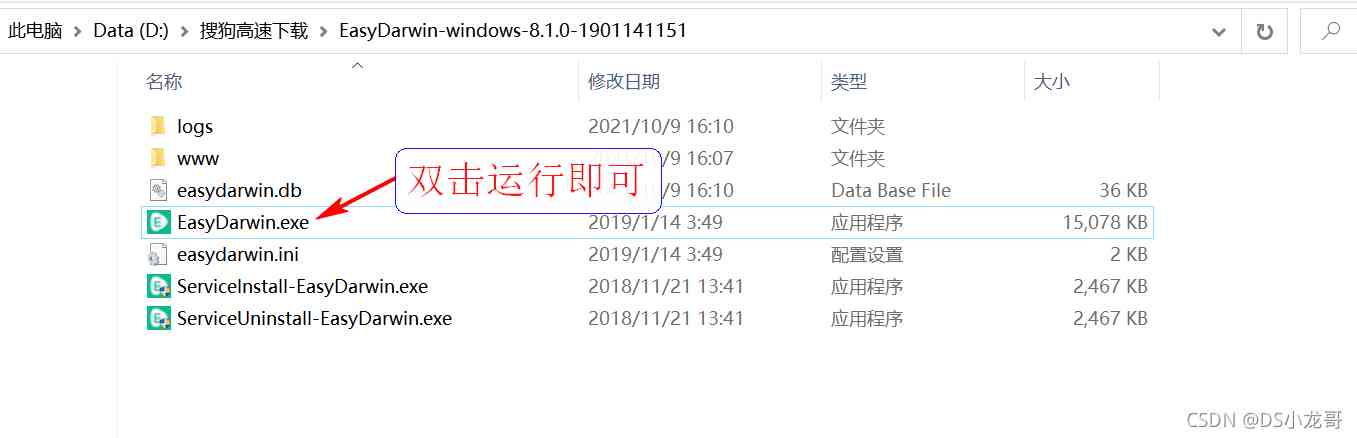 此电脑 > Data (D:) > 搜狗高速下载 > EasyDarwin-windows-8.1.0-1901141151
名称 修改日期 类型 大小
logs 2021/10/9 16:10 文件夹
www /9 16:07 文件夹
双击运行即可
easydarwin.db /9 16:10 Data Base File 36 KB
EasyDarwin.exe 2019/1/14 3:49 应用程序 15,078 KB
easydarwin.ini 2019/1/14 3:49 配置设置 2 KB
ServiceInstall-EasyDarwin.exe 2018/11/21 13:41 应用程序 2,467 KB
ServiceUninstall-EasyDarwin.exe 2018/11/21 13:41 应用程序 2,467 KB
CSDN @DS小龙哥